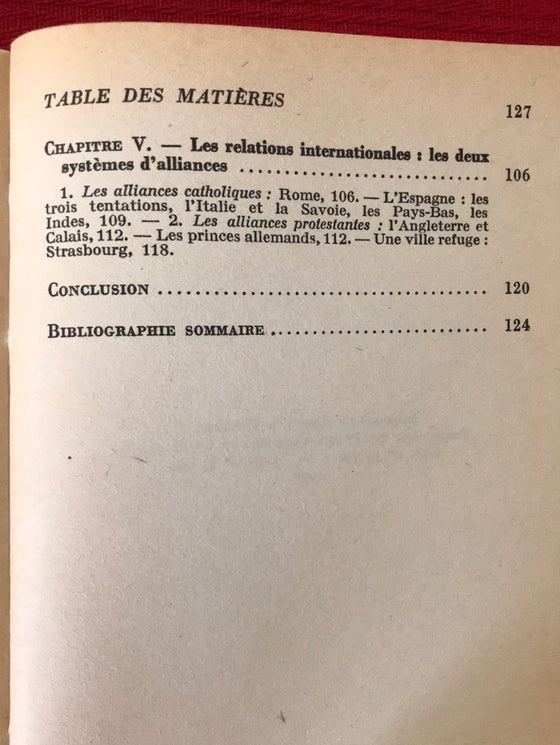 TABLE DES MATIÈRES 127
CHAPITRE V. — Les relations internationales : les deux
systèmes d'alliances .............................. 106
1. Les alliances catholiques : Rome, 106. — L'Espagne : les
trois tentations, l'Italie et la Savoie, les Pays-Bas, les
Indes, 109. — 2. Les alliances protestantes : l'Angleterre et
Calais, 112. — Les princes allemands, 112. — Une ville refuge :
Strasbourg, 118.
CONCLUSION ...................................... 120
BIBLIOGRAPHIE SOMMAIRE ......................... 124